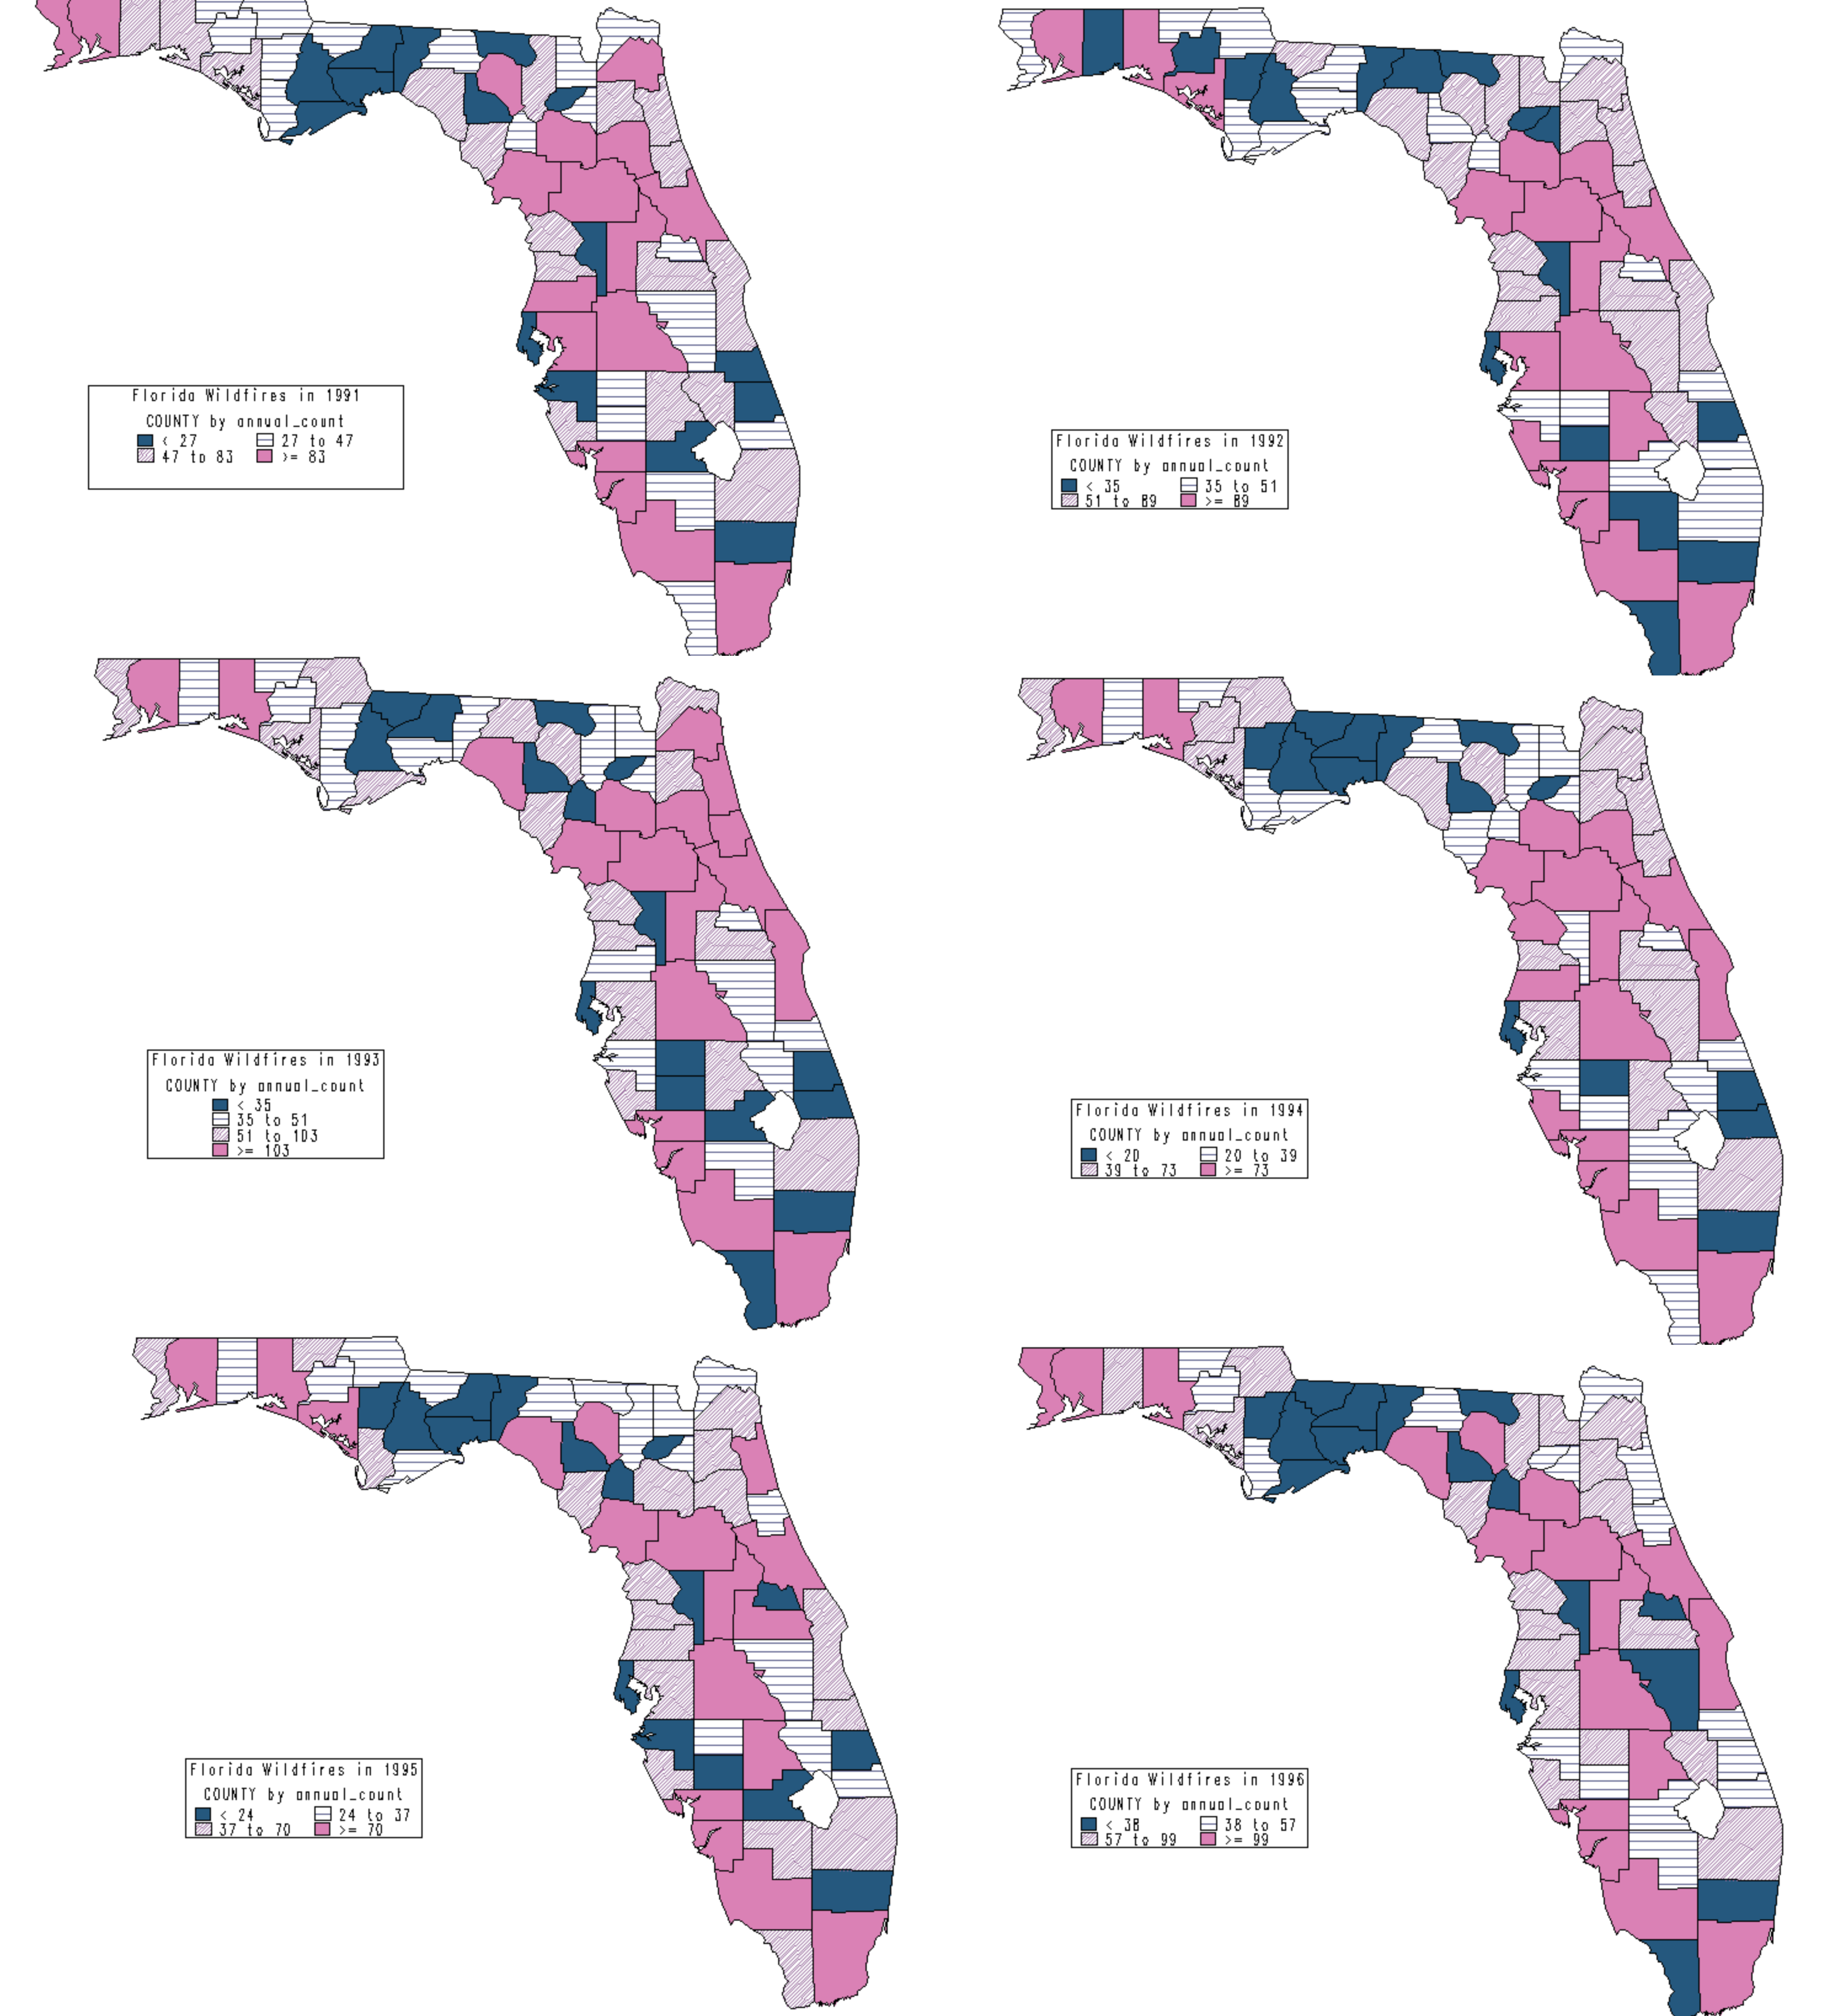 Florida Wildfires in 1991
COUNTY by annual_count
< 27 27 to 47
47 to 83 >= 83
Florida Wildfires in 1992
COUNTY by annual_count
< 35 35 to 51
51 to 89 >= 89
Florida Wildfires in 1993
COUNTY by annual_count
< 35
35 to 51
51 to 103
>= 103
Florida Wildfires in 1994
COUNTY by annual_count
< 20 20 to 39
39 to 73 >= 73
Florida Wildfires in 1995
COUNTY by annual_count
< 24 24 to 37
37 to 70 >= 70
Florida Wildfires in 1996
COUNTY by annual_count
< 38 38 to 57
57 to 99 >= 99